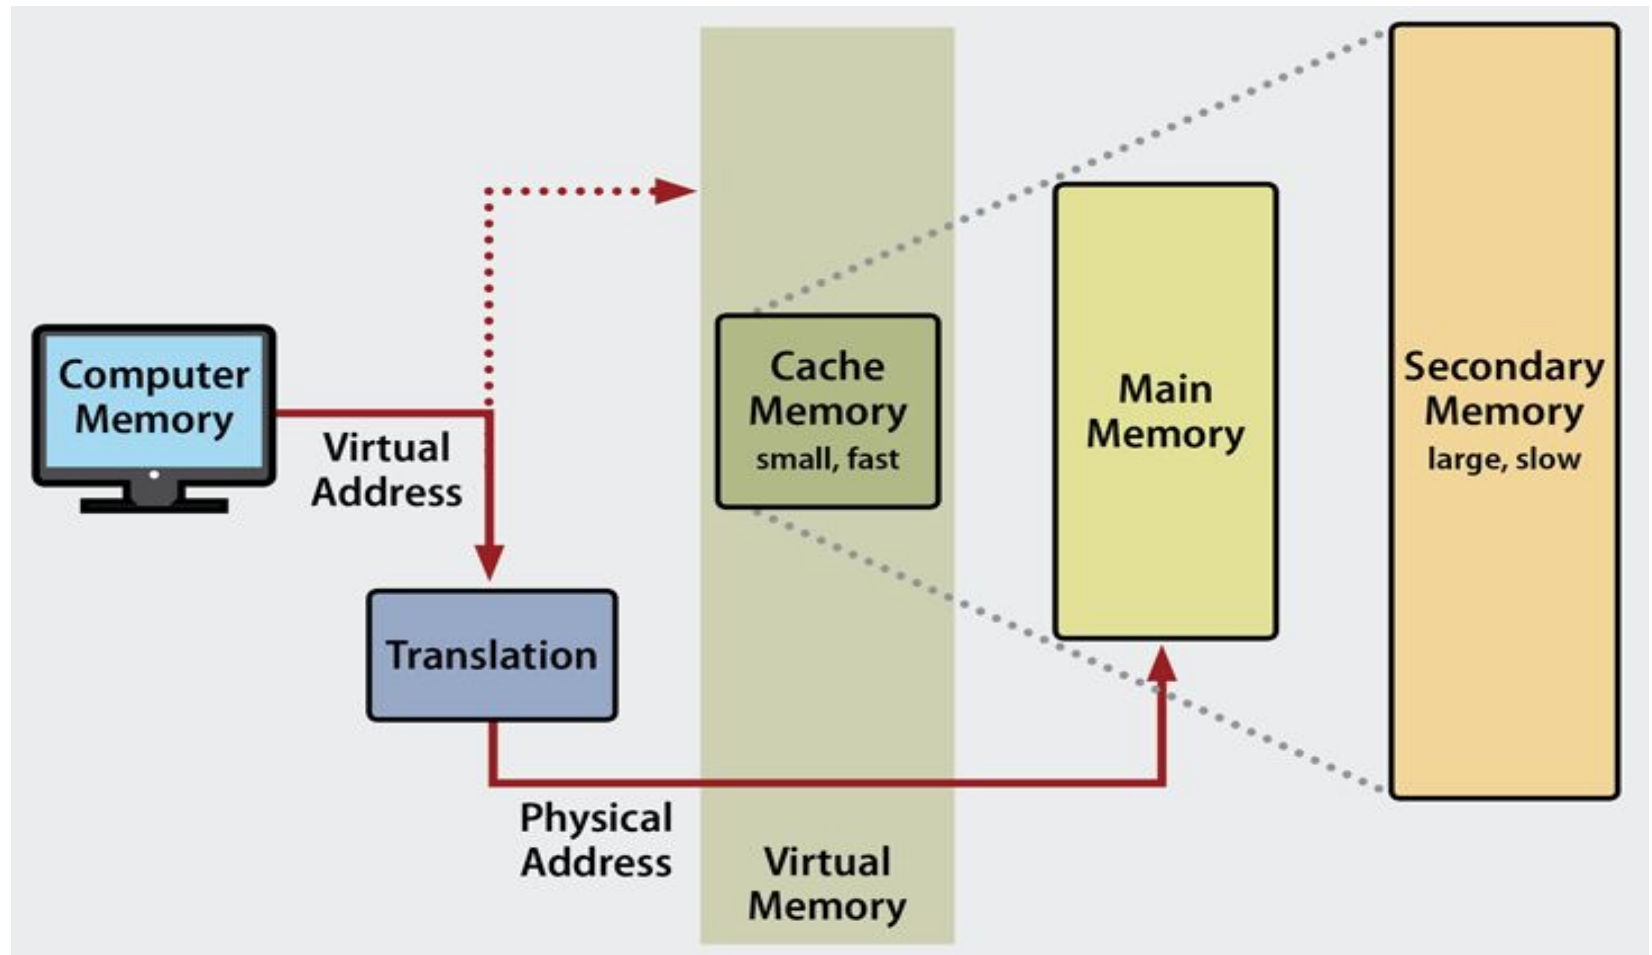 Computer
Memory
Virtual
Address
Translation
Physical
Address
Cache
Memory
small, fast
Virtual
Memory
Main
Memory
Secondary
Memory
large, slow